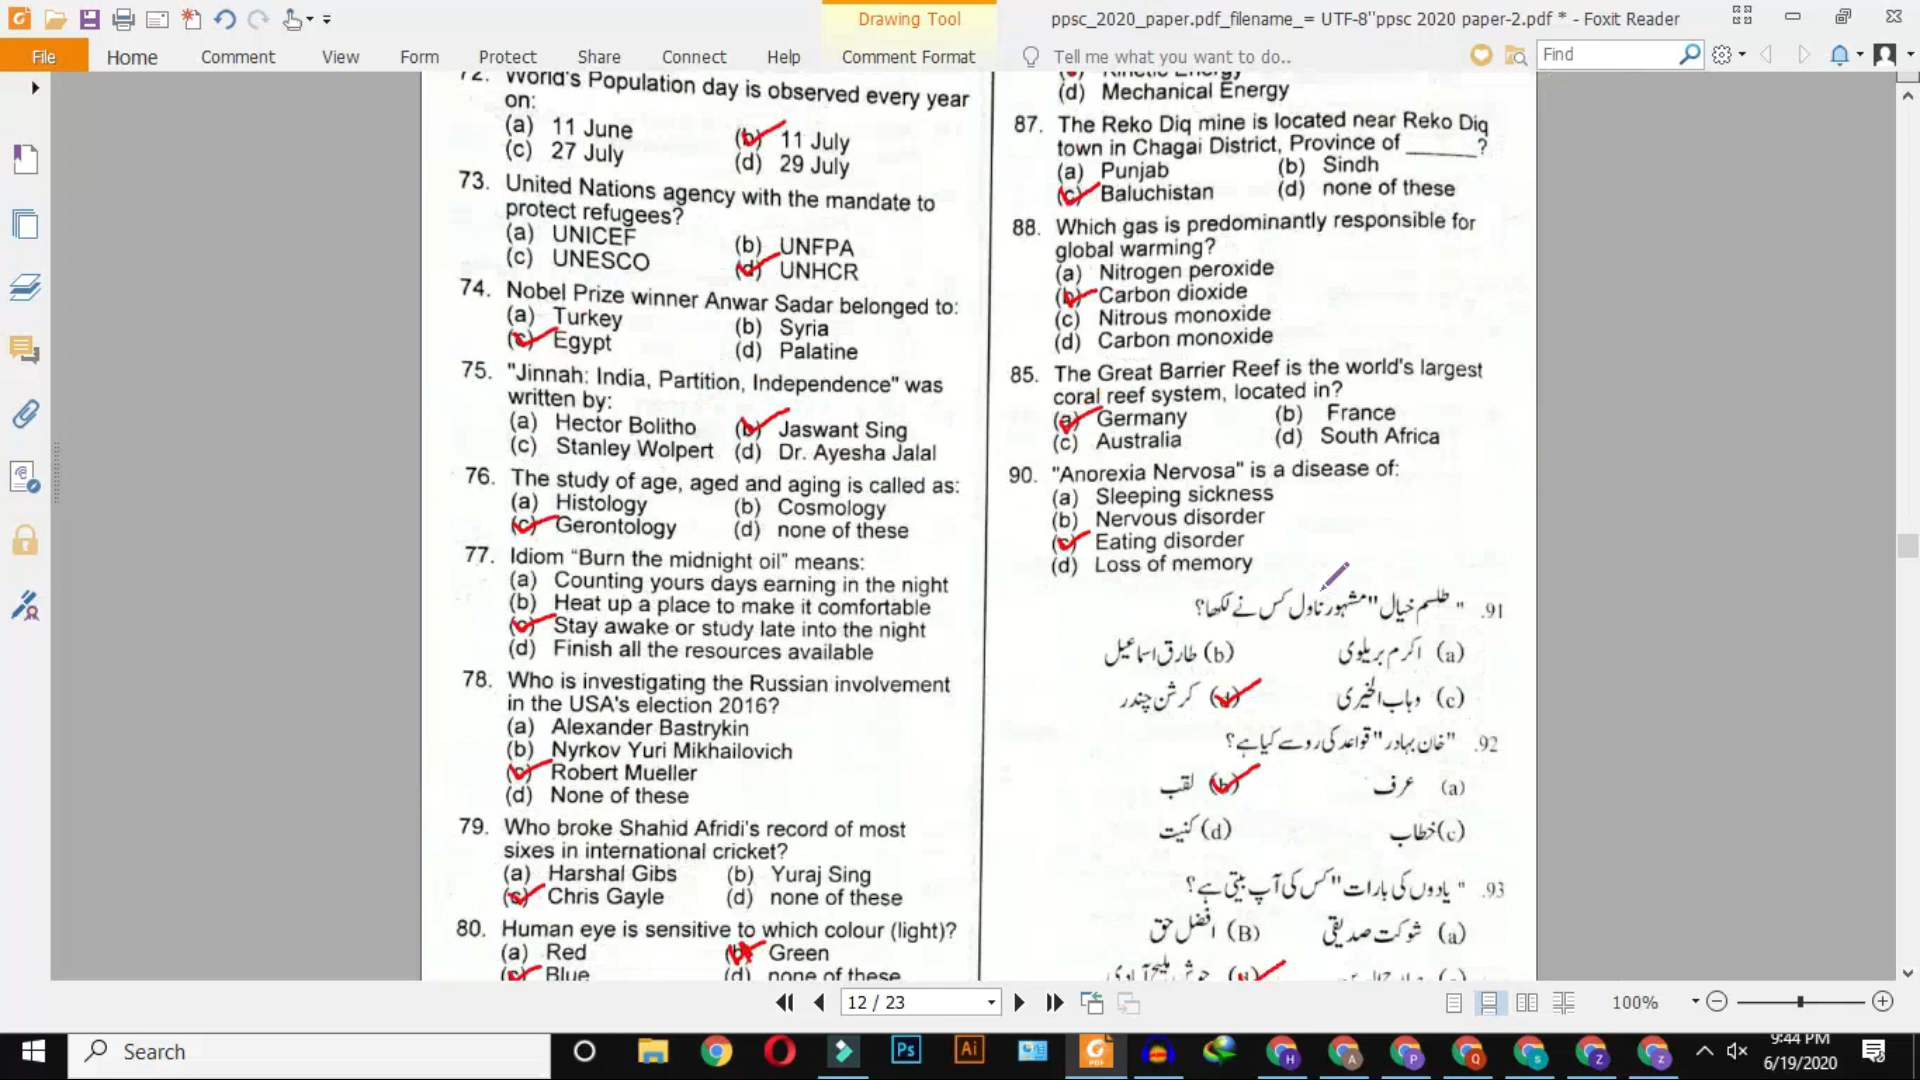 Drawing Tool
ppsc_2020_paper.pdf_filename_= UTF-8''ppsc 2020 paper-2.pdf * - Foxit Reader
File
Home
Comment
View
Form
Protect
Share
Connect
Help
Comment Format
Tell me what you want to do..
Find
72. World's Population day is observed every year
on:
(a) 11 June
(b) 11 July
(c) 27 July
(d) 29 July
73. United Nations agency with the mandate to
protect refugees?
(a) UNICEF
(b) UNFPA
(c) UNESCO
(d) UNHCR
74. Nobel Prize winner Anwar Sadar belonged to:
(a) Turkey
(b) Syria
(c) Egypt
(d) Palatine
75. "Jinnah: India, Partition, Independence" was
written by:
(a) Hector Bolitho
(b) Jaswant Sing
(c) Stanley Wolpert
(d) Dr. Ayesha Jalal
76. The study of age, aged and aging is called as:
(a) Histology
(b) Cosmology
(c) Gerontology
(d) none of these
77. Idiom "Burn the midnight oil" means:
(a) Counting yours days earning in the night
(b) Heat up a place to make it comfortable
(c) Stay awake or study late into the night
(d) Finish all the resources available
78. Who is investigating the Russian involvement
in the USA's election 2016?
(a) Alexander Bastrykin
(b) Nyrkov Yuri Mikhailovich
(c) Robert Mueller
(d) None of these
79. Who broke Shahid Afridi's record of most
sixes in international cricket?
(a) Harshal Gibs
(b) Yuraj Sing
(c) Chris Gayle
(d) none of these
80. Human eye is sensitive to which colour (light)?
(a) Red
(b) Green
(c) Blue
(d) none of these
(c) Kinetic Energy
(d) Mechanical Energy
87. The Reko Diq mine is located near Reko Diq
town in Chagai District, Province of ______?
(a) Punjab
(b) Sindh
(c) Baluchistan
(d) none of these
88. Which gas is predominantly responsible for
global warming?
(a) Nitrogen peroxide
(b) Carbon dioxide
(c) Nitrous monoxide
(d) Carbon monoxide
85. The Great Barrier Reef is the world's largest
coral reef system, located in?
(a) Germany
(b) France
(c) Australia
(d) South Africa
90. "Anorexia Nervosa" is a disease of:
(a) Sleeping sickness
(b) Nervous disorder
(c) Eating disorder
(d) Loss of memory
91. "طلسم خیال" مشہور ناول کس نے لکھا؟
(a) اکرم بریلوی
(b) طارق اسماعیل
(c) وہاب الخیری
(d) کرشن چندر
92. "خان بہادر" قواعد کی رو سے کیا ہے؟
(a) عرف
(b) لقب
(c) خطاب
(d) کنیت
93. "یادوں کی بارات" کس کی آپ بیتی ہے؟
(a) شوکت صدیقی
(B) افضل حق
(d) جوش ملیح آبادی
12 / 23
100%
Search
Ps
Ai
9:44 PM
6/19/2020